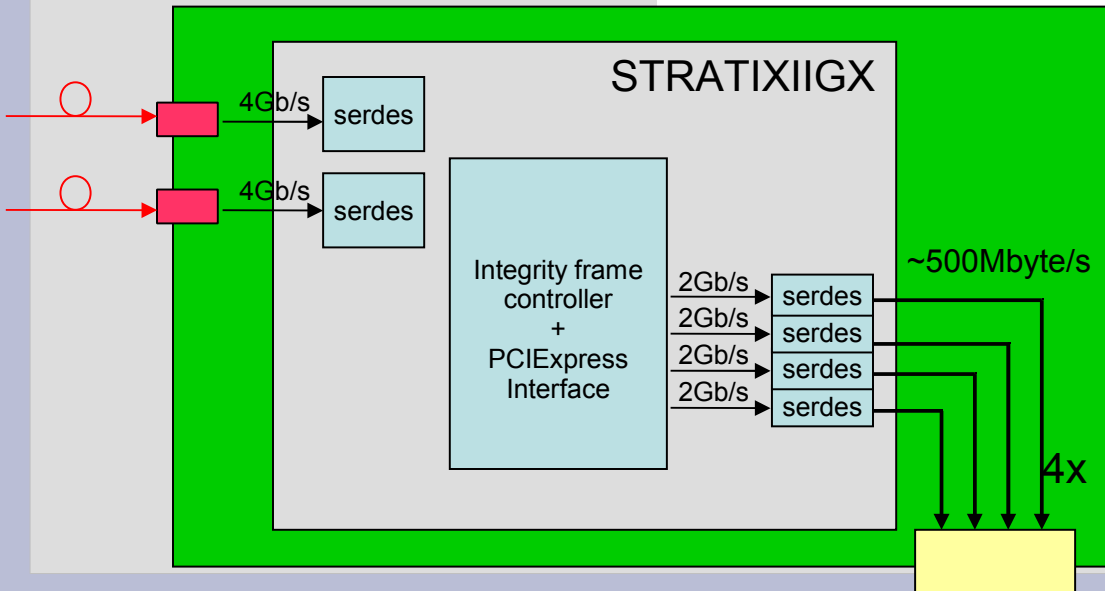 STRATIXIIGX
4Gb/s
serdes
4Gb/s
serdes
Integrity frame
controller
+
PCIExpress
Interface
2Gb/s
2Gb/s
2Gb/s
2Gb/s
serdes
serdes
serdes
serdes
~500Mbyte/s
4x